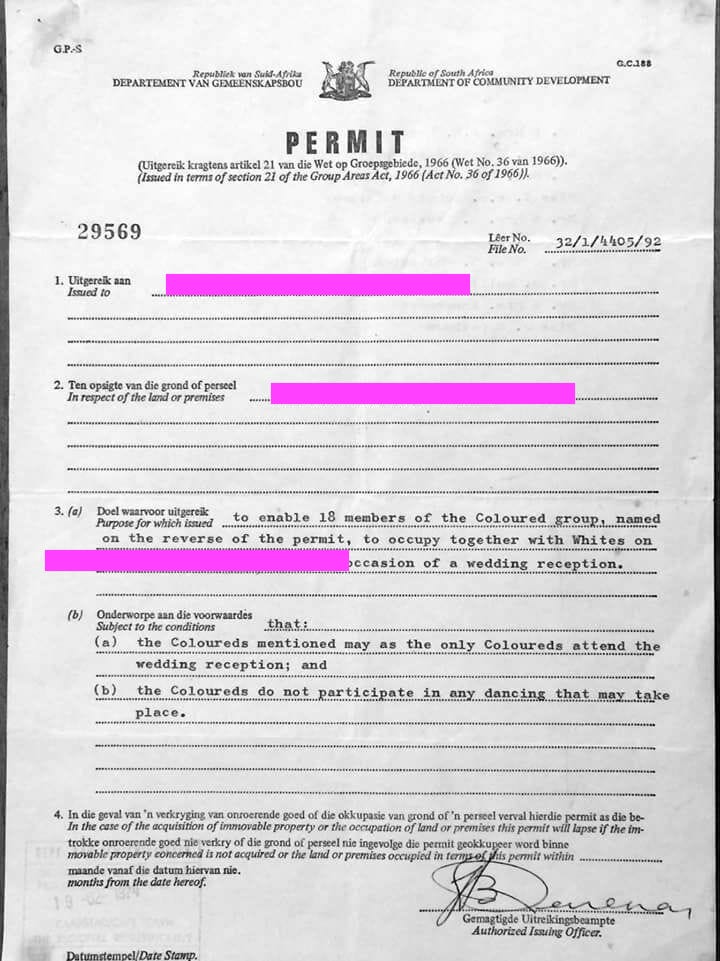 G.P.-S
G.C.188
Republiek van Suid-Afrika
DEPARTEMENT VAN GEMEENSKAPSBOU
Republic of South Africa
DEPARTMENT OF COMMUNITY DEVELOPMENT
PERMIT
(Uitgereik kragtens artikel 21 van die Wet op Groepsgebiede, 1966 (Wet No. 36 van 1966)).
(Issued in terms of section 21 of the Group Areas Act, 1966 (Act No. 36 of 1966)).
29569
Lêer No.
File No. 32/1/4405/92
1. Uitgereik aan
Issued to
2. Ten opsigte van die grond of perseel
In respect of the land or premises
3. (a) Doel waarvoor uitgereik
Purpose for which issued to enable 18 members of the Coloured group, named
on the reverse of the permit, to occupy together with Whites on
occasion of a wedding reception.
(b) Onderworpe aan die voorwaardes
Subject to the conditions that:
(a) the Coloureds mentioned may as the only Coloureds attend the
wedding reception; and
(b) the Coloureds do not participate in any dancing that may take
place.
4. In die geval van 'n verkryging van onroerende goed of die okkupasie van grond of 'n perseel verval hierdie permit as die be-
In the case of the acquisition of immovable property or the occupation of land or premises this permit will lapse if the im-
trokke onroerende goed nie verkry of die grond of perseel nie ingevolge die permit geokkupeer word binne
movable property concerned is not acquired or the land or premises occupied in terms of this permit within
maande vanaf die datum hiervan nie.
months from the date hereof.
Gemagtigde Uitreikingsbeampte
Authorized Issuing Officer.
Datumstempel/Date Stamp.